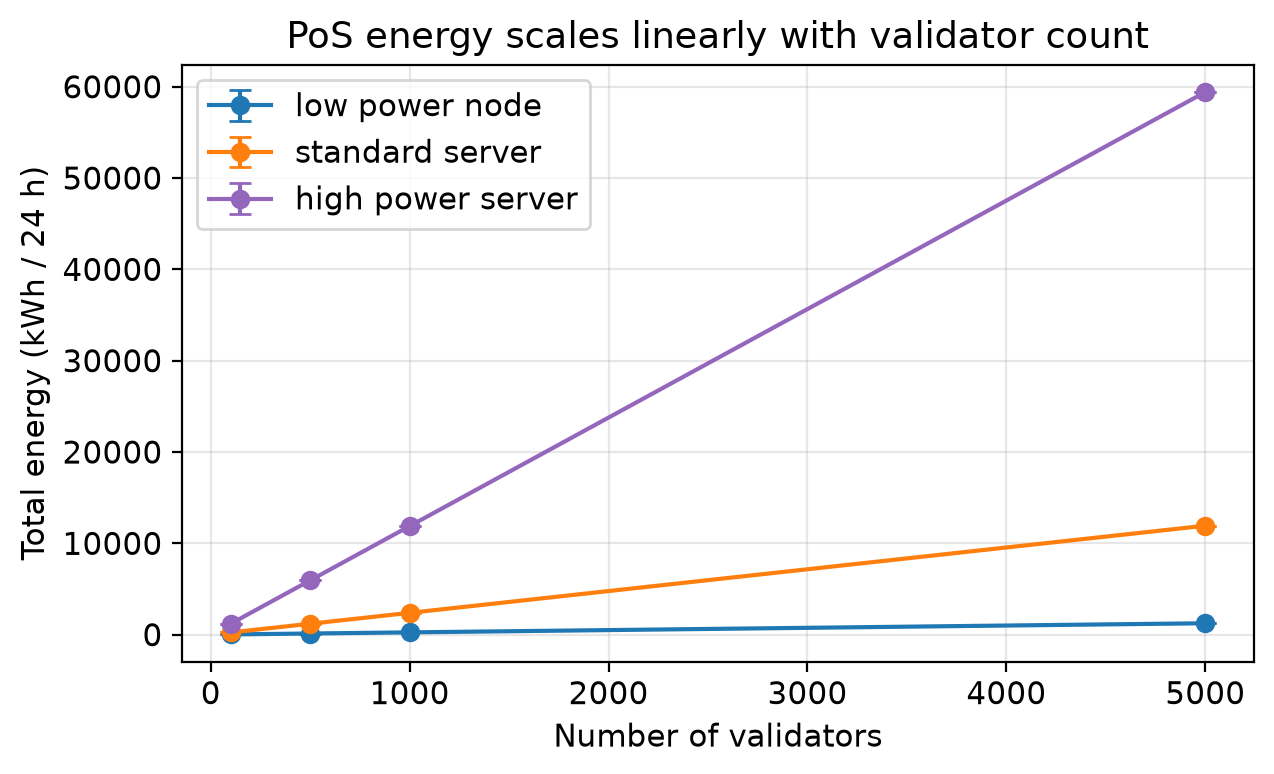 PoS energy scales linearly with validator count
low power node
standard server
high power server
Total energy (kWh / 24 h)
60000
50000
40000
30000
20000
10000
0
0 1000 2000 3000 4000 5000
Number of validators